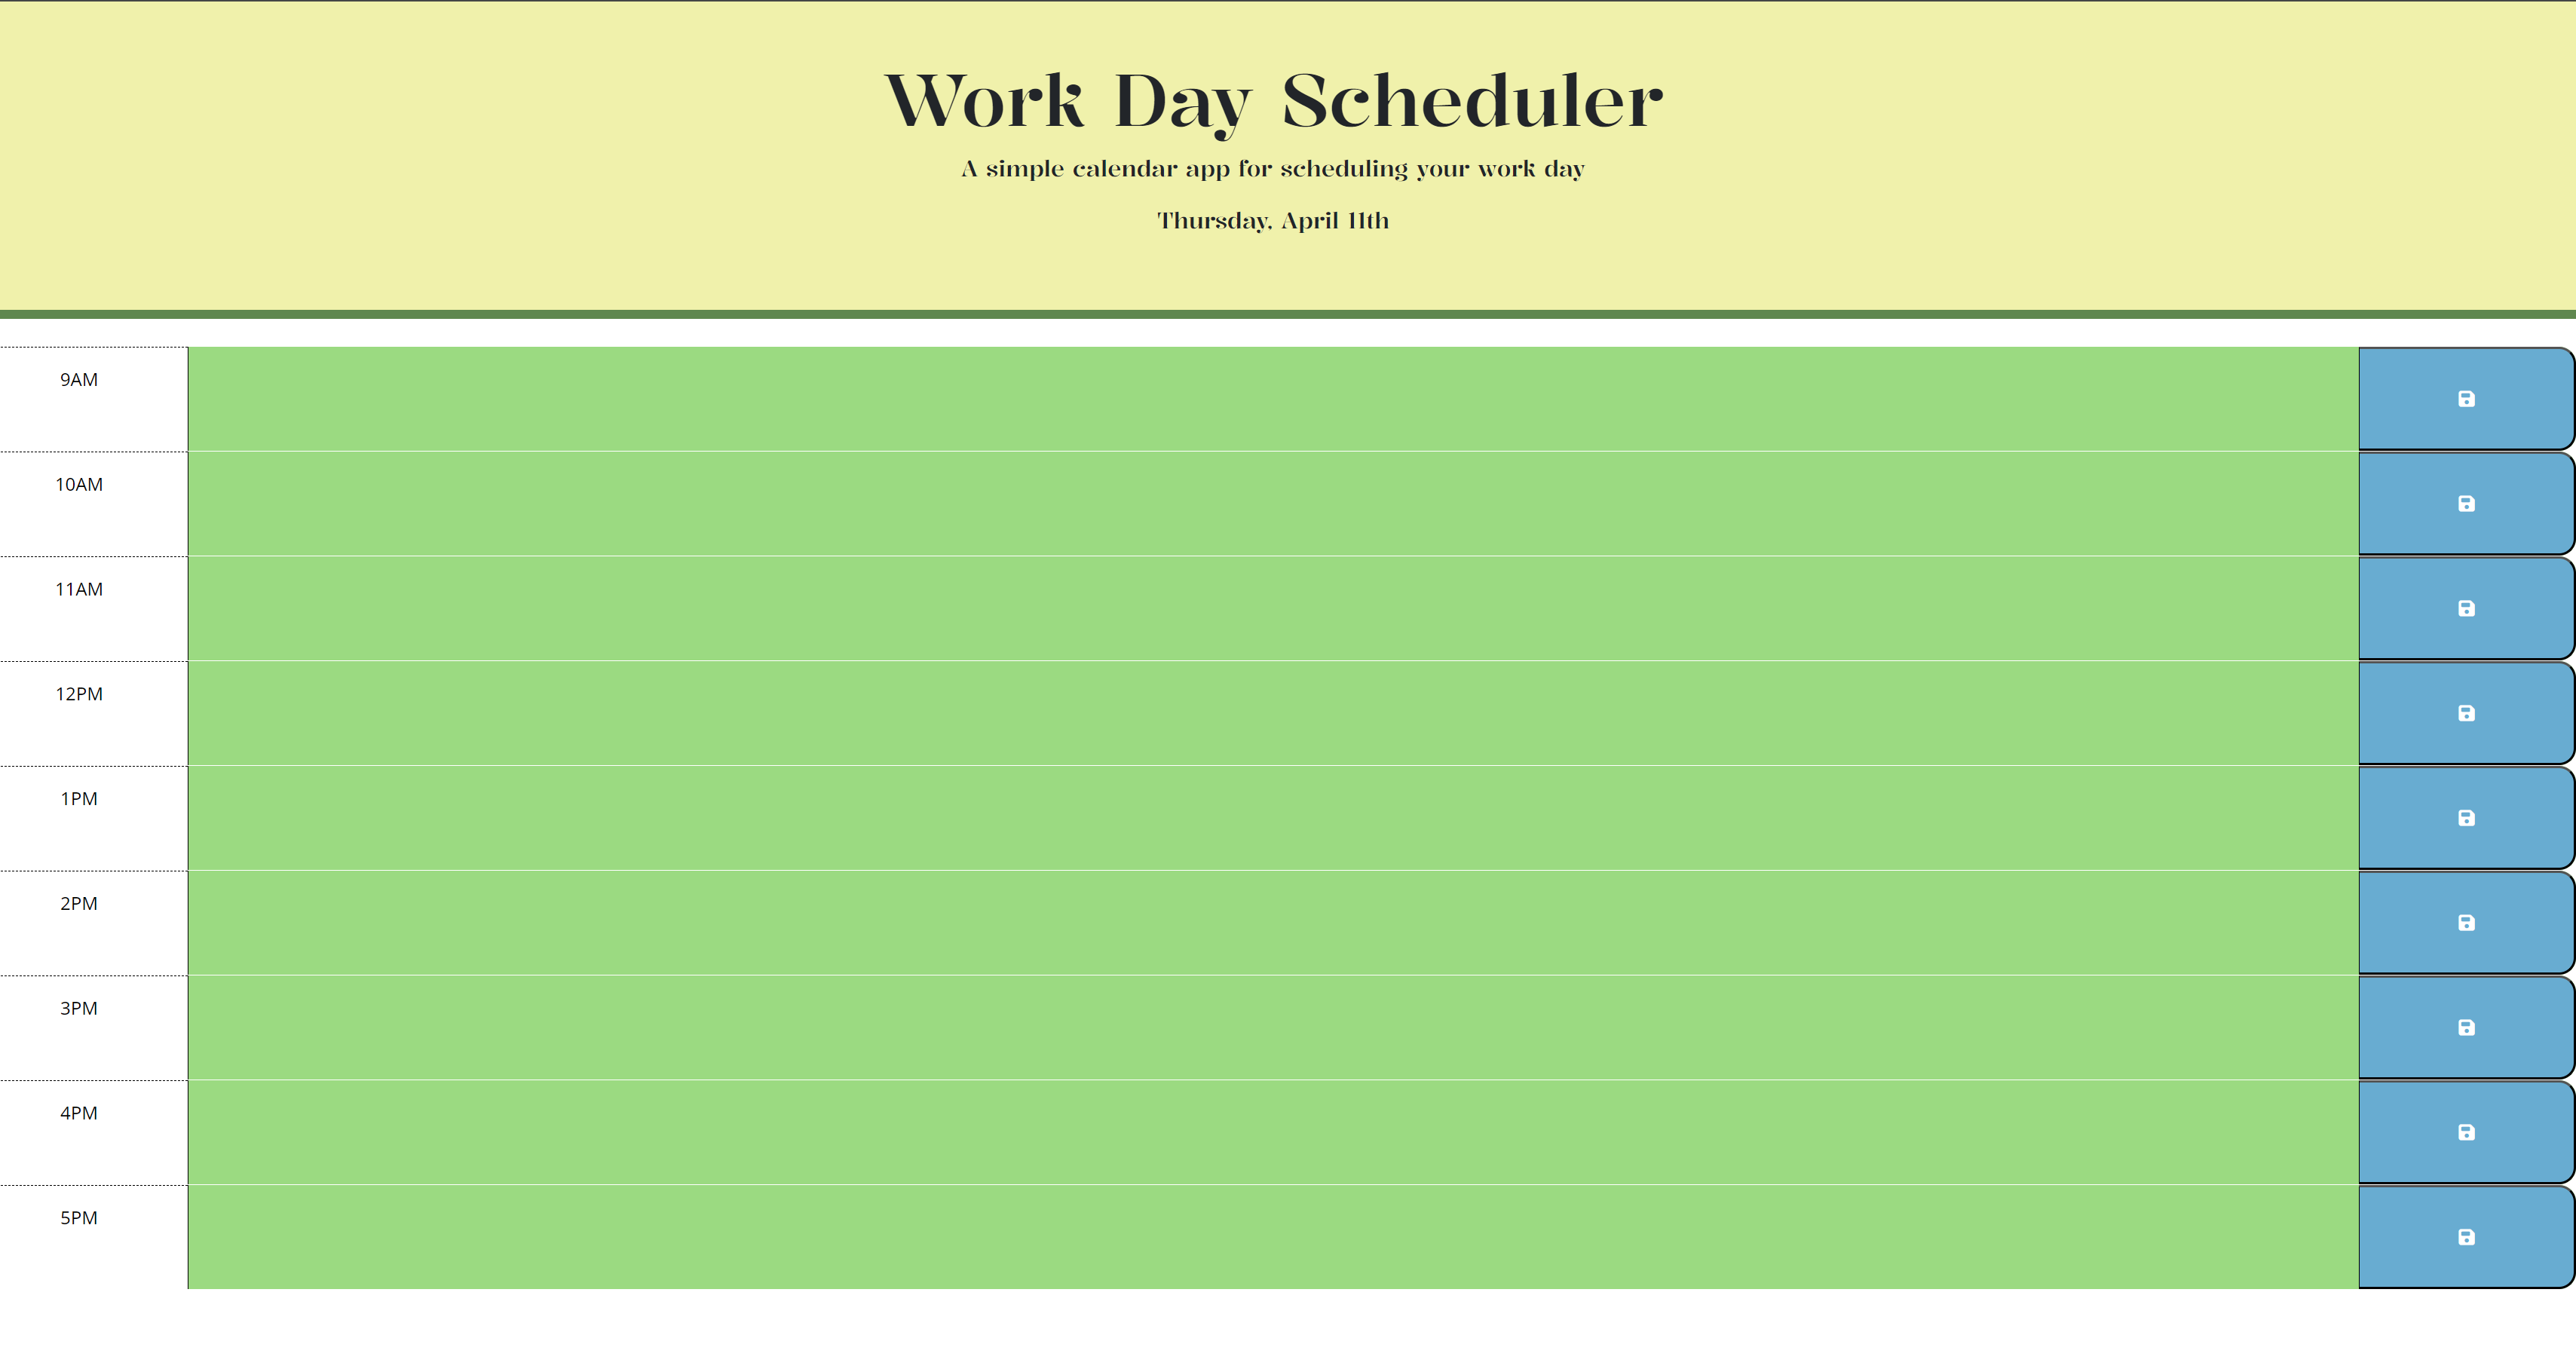 Work Day Scheduler
A simple calendar app for scheduling your work day
Thursday, April 11th
9AM
10AM
11AM
12PM
1PM
2PM
3PM
4PM
5PM